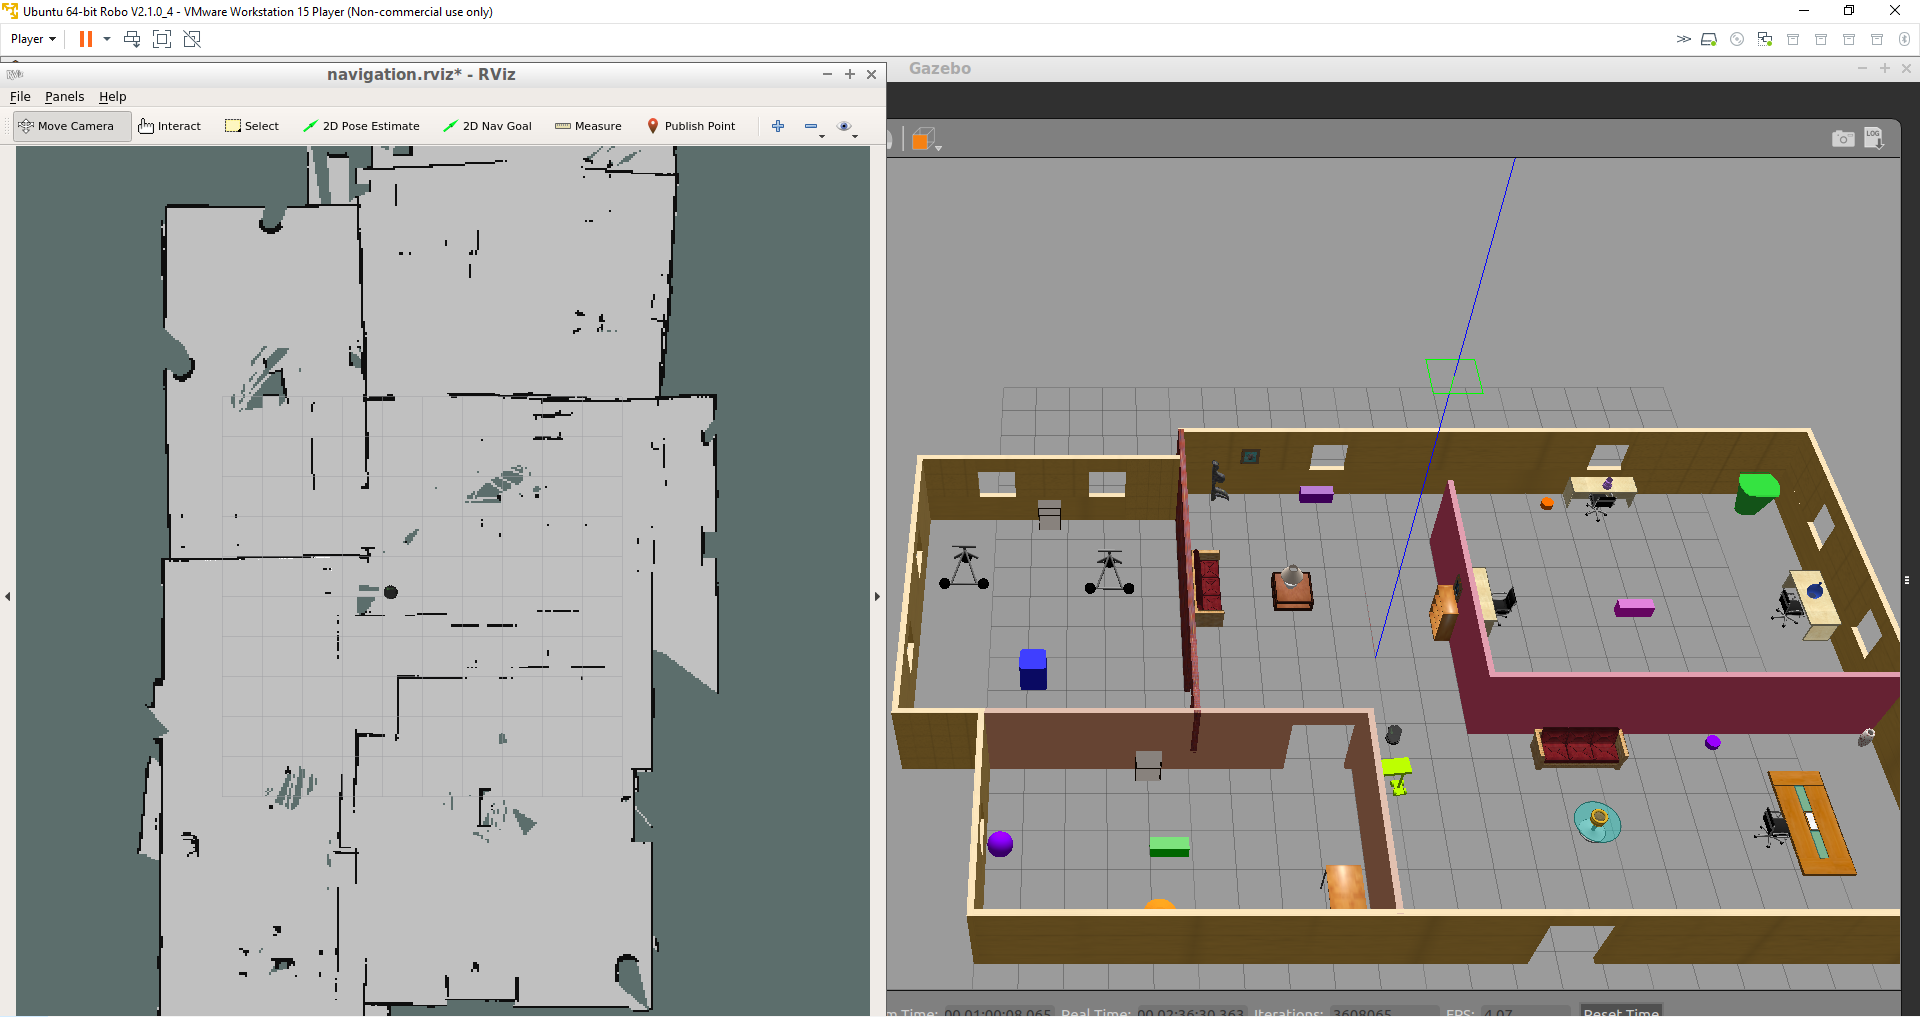 Ubuntu 64-bit Robo V2.1.0_4 - VMware Workstation 15 Player (Non-commercial use only)
Player
navigation.rviz* - RViz
Gazebo
File Panels Help
Move Camera Interact Select 2D Pose Estimate 2D Nav Goal Measure Publish Point
LOG
Time: 00 01:00:08.065 Real Time: 00 02:36:30.363 Iterations: 3608065 FPS: 4.07 Reset Time